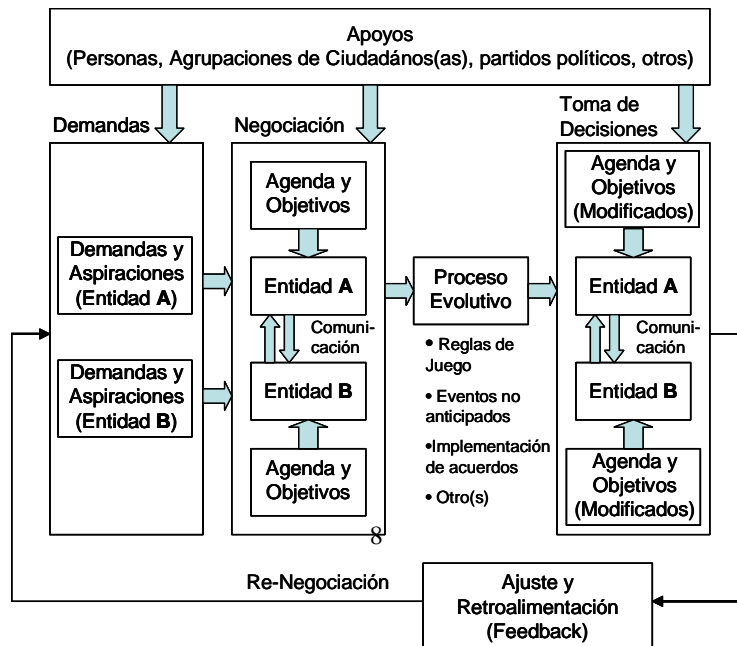 Apoyos
(Personas, Agrupaciones de Ciudadános(as), partidos políticos, otros)
Demandas
Demandas y
Aspiraciones
(Entidad A)
Demandas y
Aspiraciones
(Entidad B)
Negociación
Agenda y
Objetivos
Entidad A
Comuni-
cación
Entidad B
Agenda y
Objetivos
8
Proceso
Evolutivo
• Reglas de
Juego
• Eventos no
anticipados
•Implementación
de acuerdos
• Otro(s)
Toma de
Decisiones
Agenda y
Objetivos
(Modificados)
Entidad A
Comuni-
cación
Entidad B
Agenda y
Objetivos
(Modificados)
Re-Negociación
Ajuste y
Retroalimentación
(Feedback)